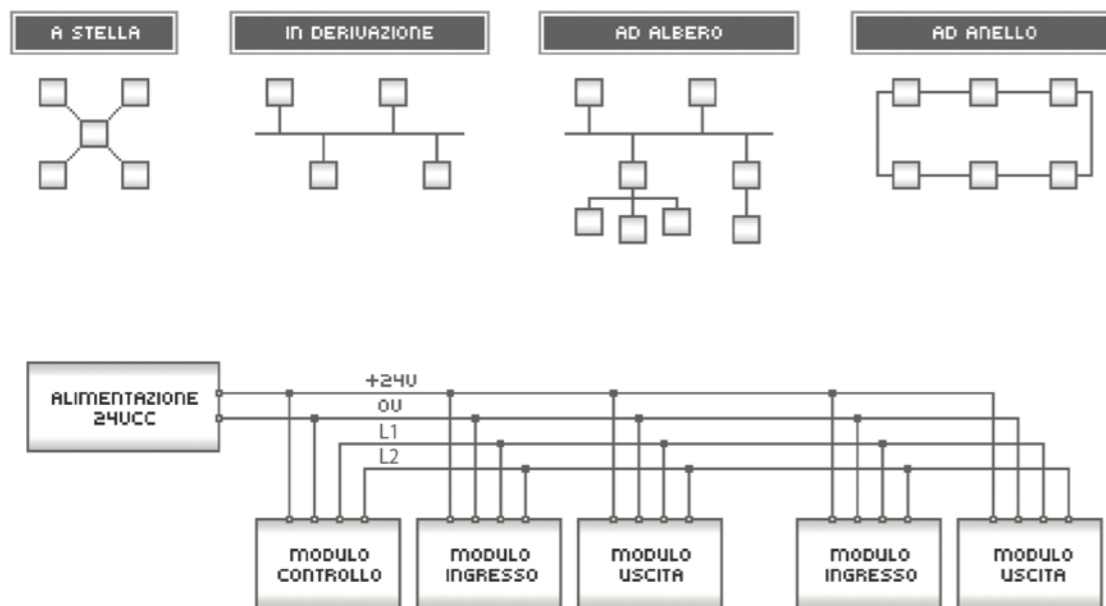 A STELLA
IN DERIVAZIONE
AD ALBERO
AD ANELLO
ALIMENTAZIONE
24VCC
+24V
0V
L1
L2
MODULO
CONTROLLO
MODULO
INGRESSO
MODULO
USCITA
MODULO
INGRESSO
MODULO
USCITA